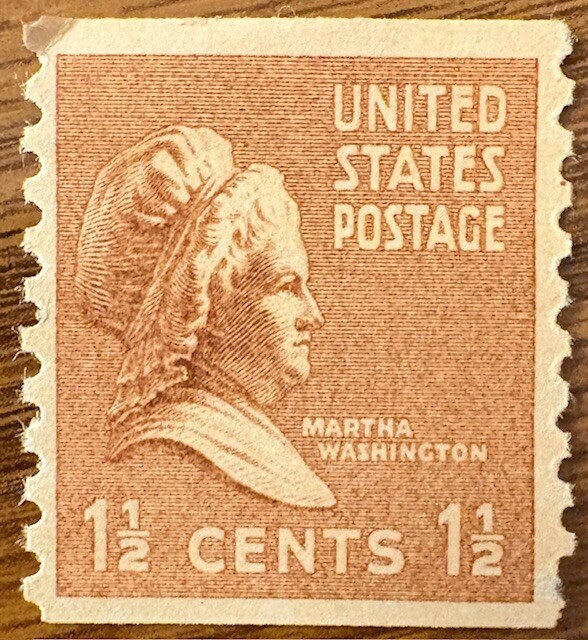 UNITED
STATES
POSTAGE
MARTHA
WASHINGTON
1½ CENTS 1½